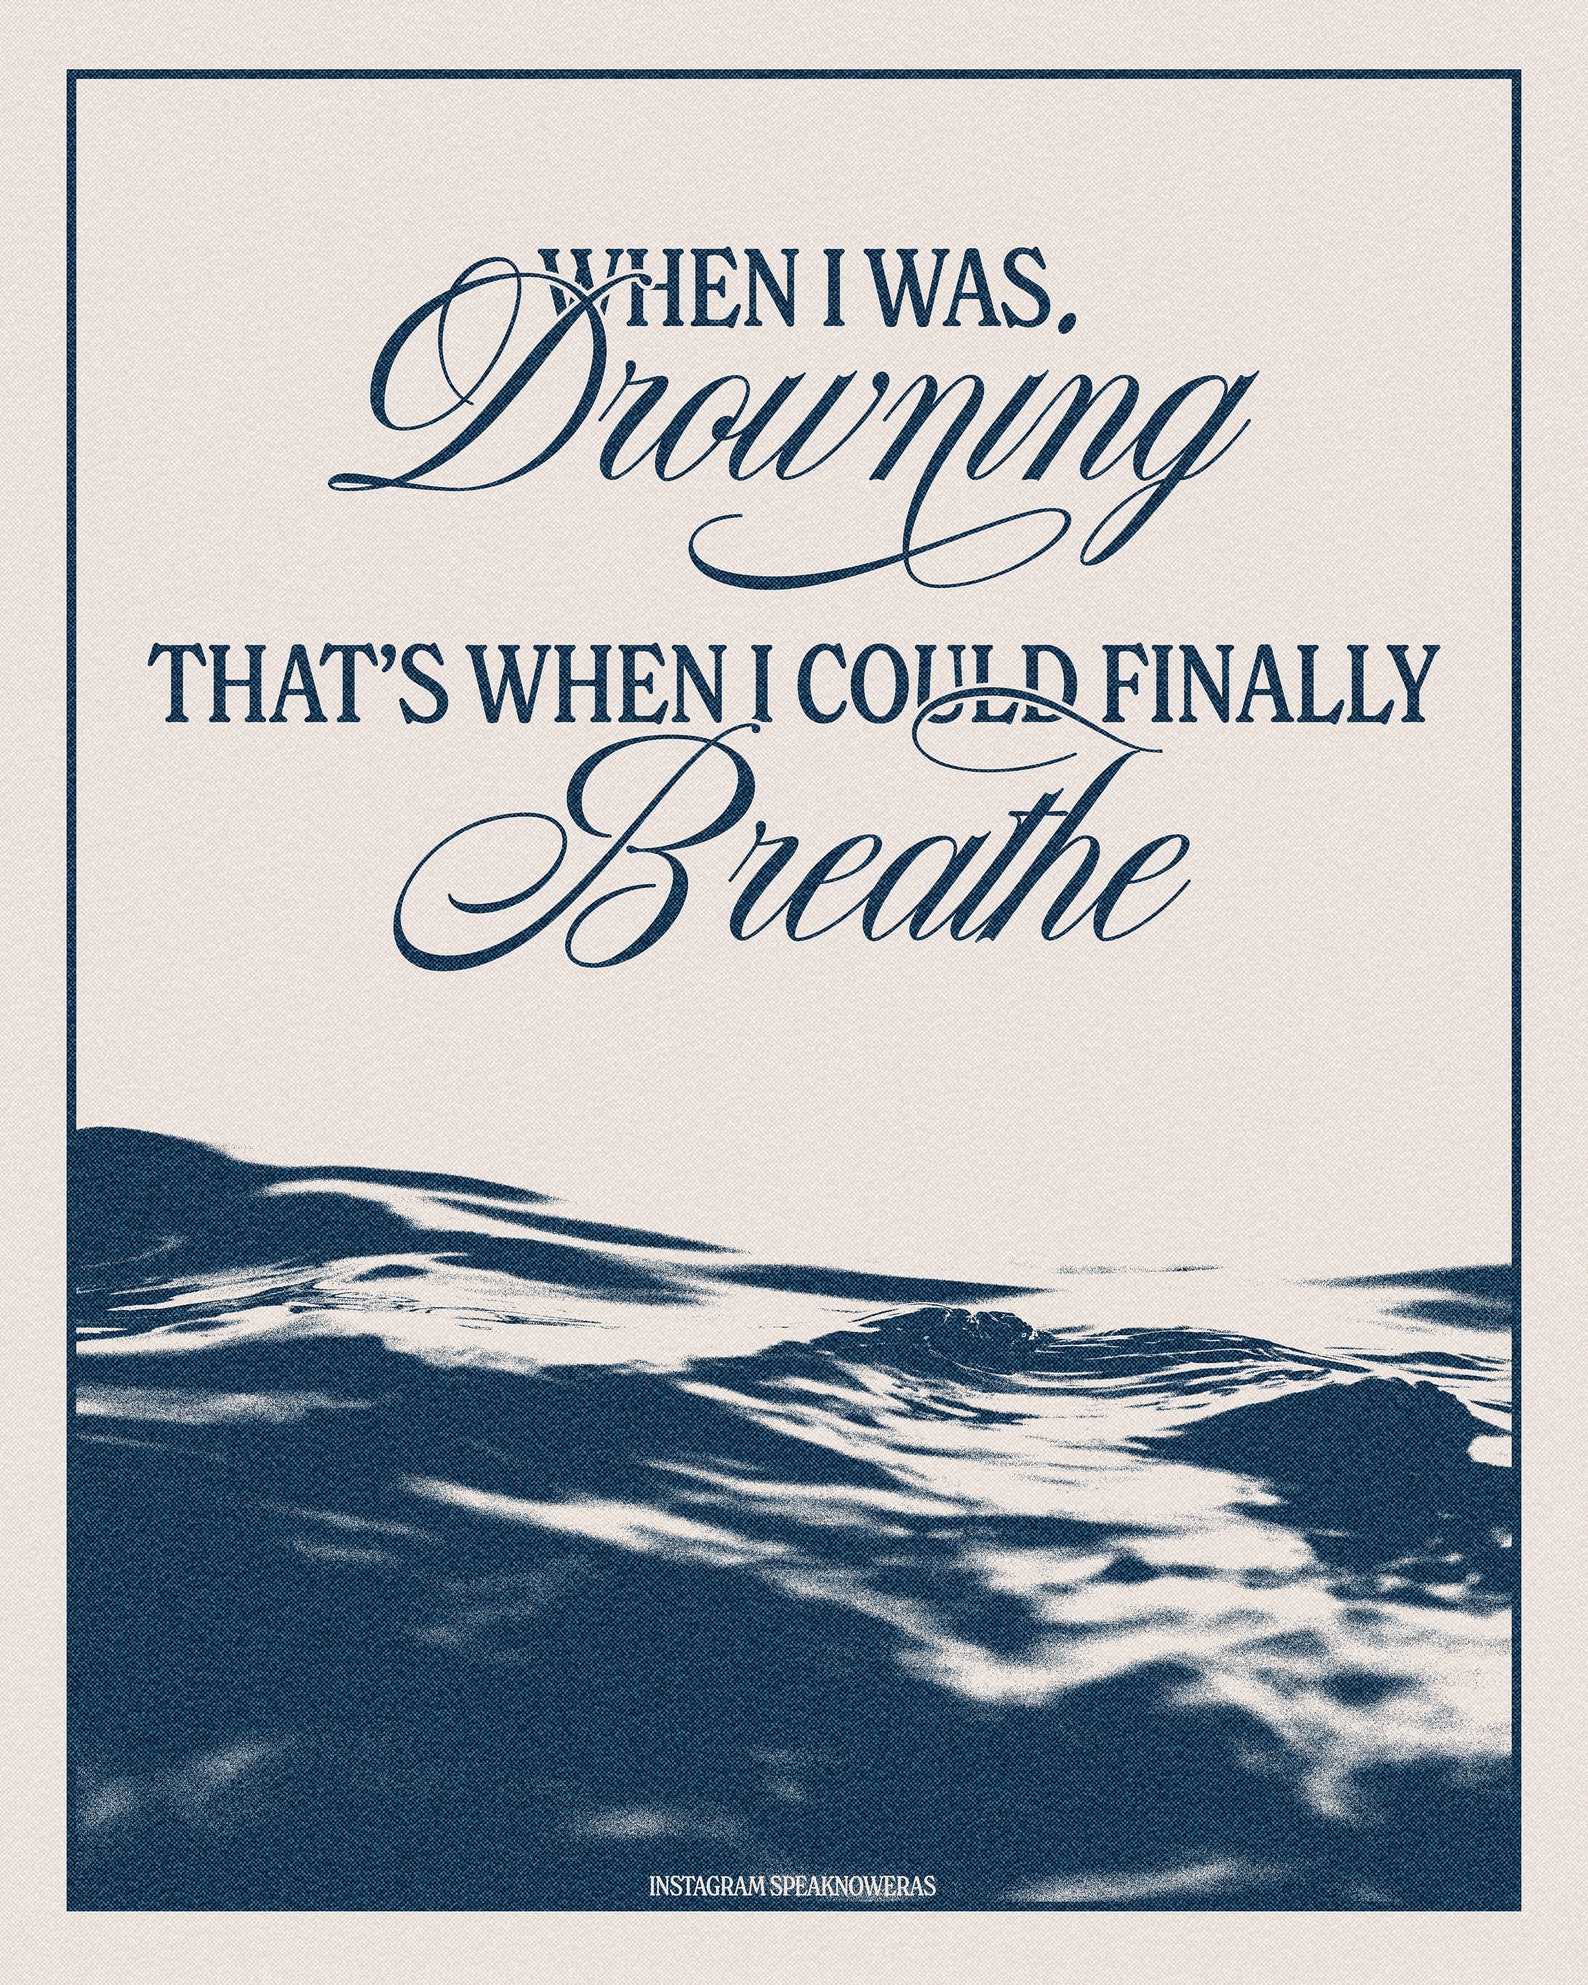 WHEN I WAS.
Drowning
THAT'S WHEN I COULD FINALLY
Breathe
INSTAGRAM SPEAKNOWERAS